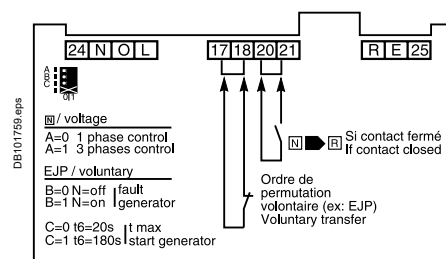 24 N O L 17 18 20 21 R E 25
A
B
C
0 1
N / voltage
A=0 1 phase control
A=1 3 phases control
EJP / voluntary
B=0 N=off fault
B=1 N=on generator
C=0 t6=20s t max
C=1 t6=180s start generator
N R Si contact fermé
If contact closed
Ordre de
permutation
volontaire (ex: EJP)
Voluntary transfer
DB101759.eps